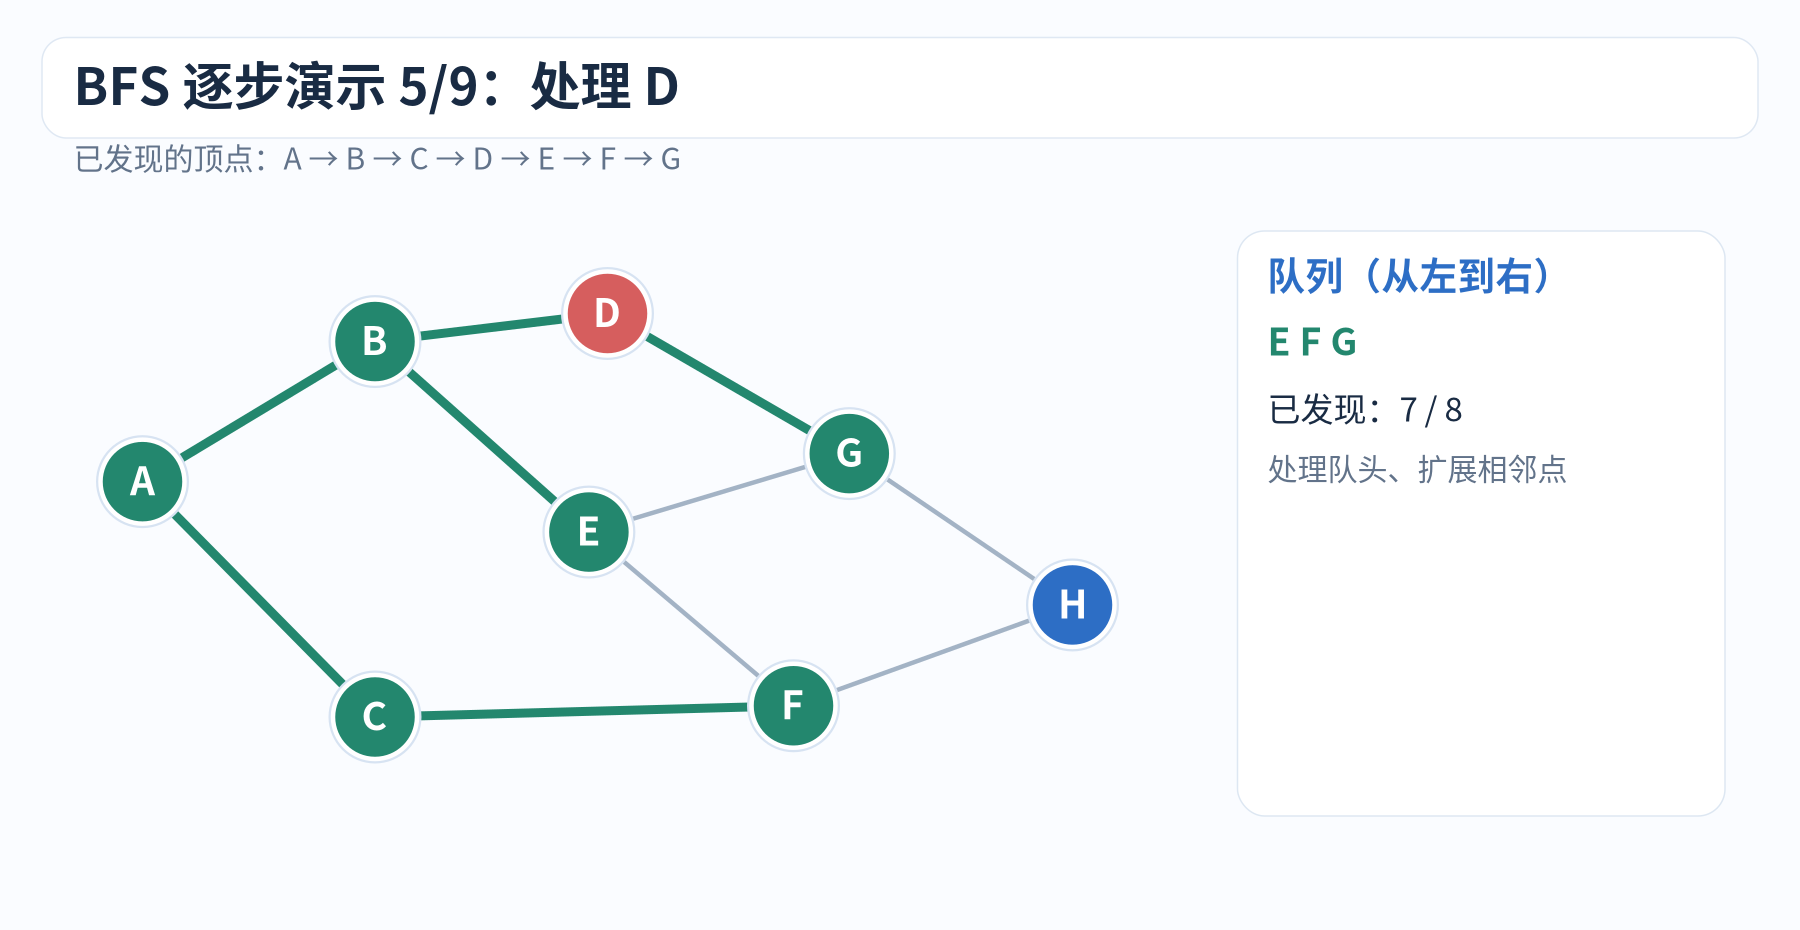 BFS 逐步演示 5/9：处理 D
已发现的顶点：A → B → C → D → E → F → G
队列（从左到右）
E F G
已发现：7 / 8
处理队头、扩展相邻点
D
B
G
A
E
H
F
C